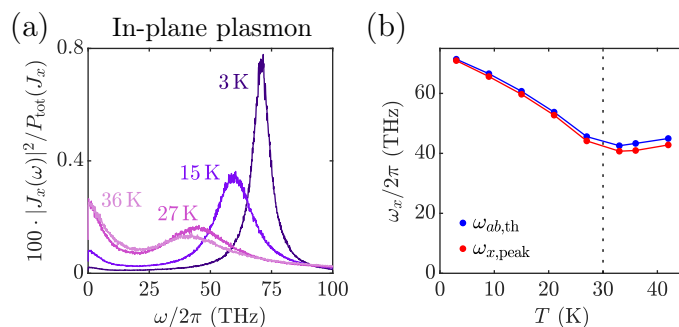 (a) In-plane plasmon
100 · |J_x(ω)|²/P_tot(J_x)
0.8
0.4
0
3 K
15 K
36 K
27 K
0 25 50 75 100
ω/2π (THz)
(b)
ω_x/2π (THz)
60
40
20
0
ω_ab,th
ω_x,peak
0 10 20 30 40
T (K)